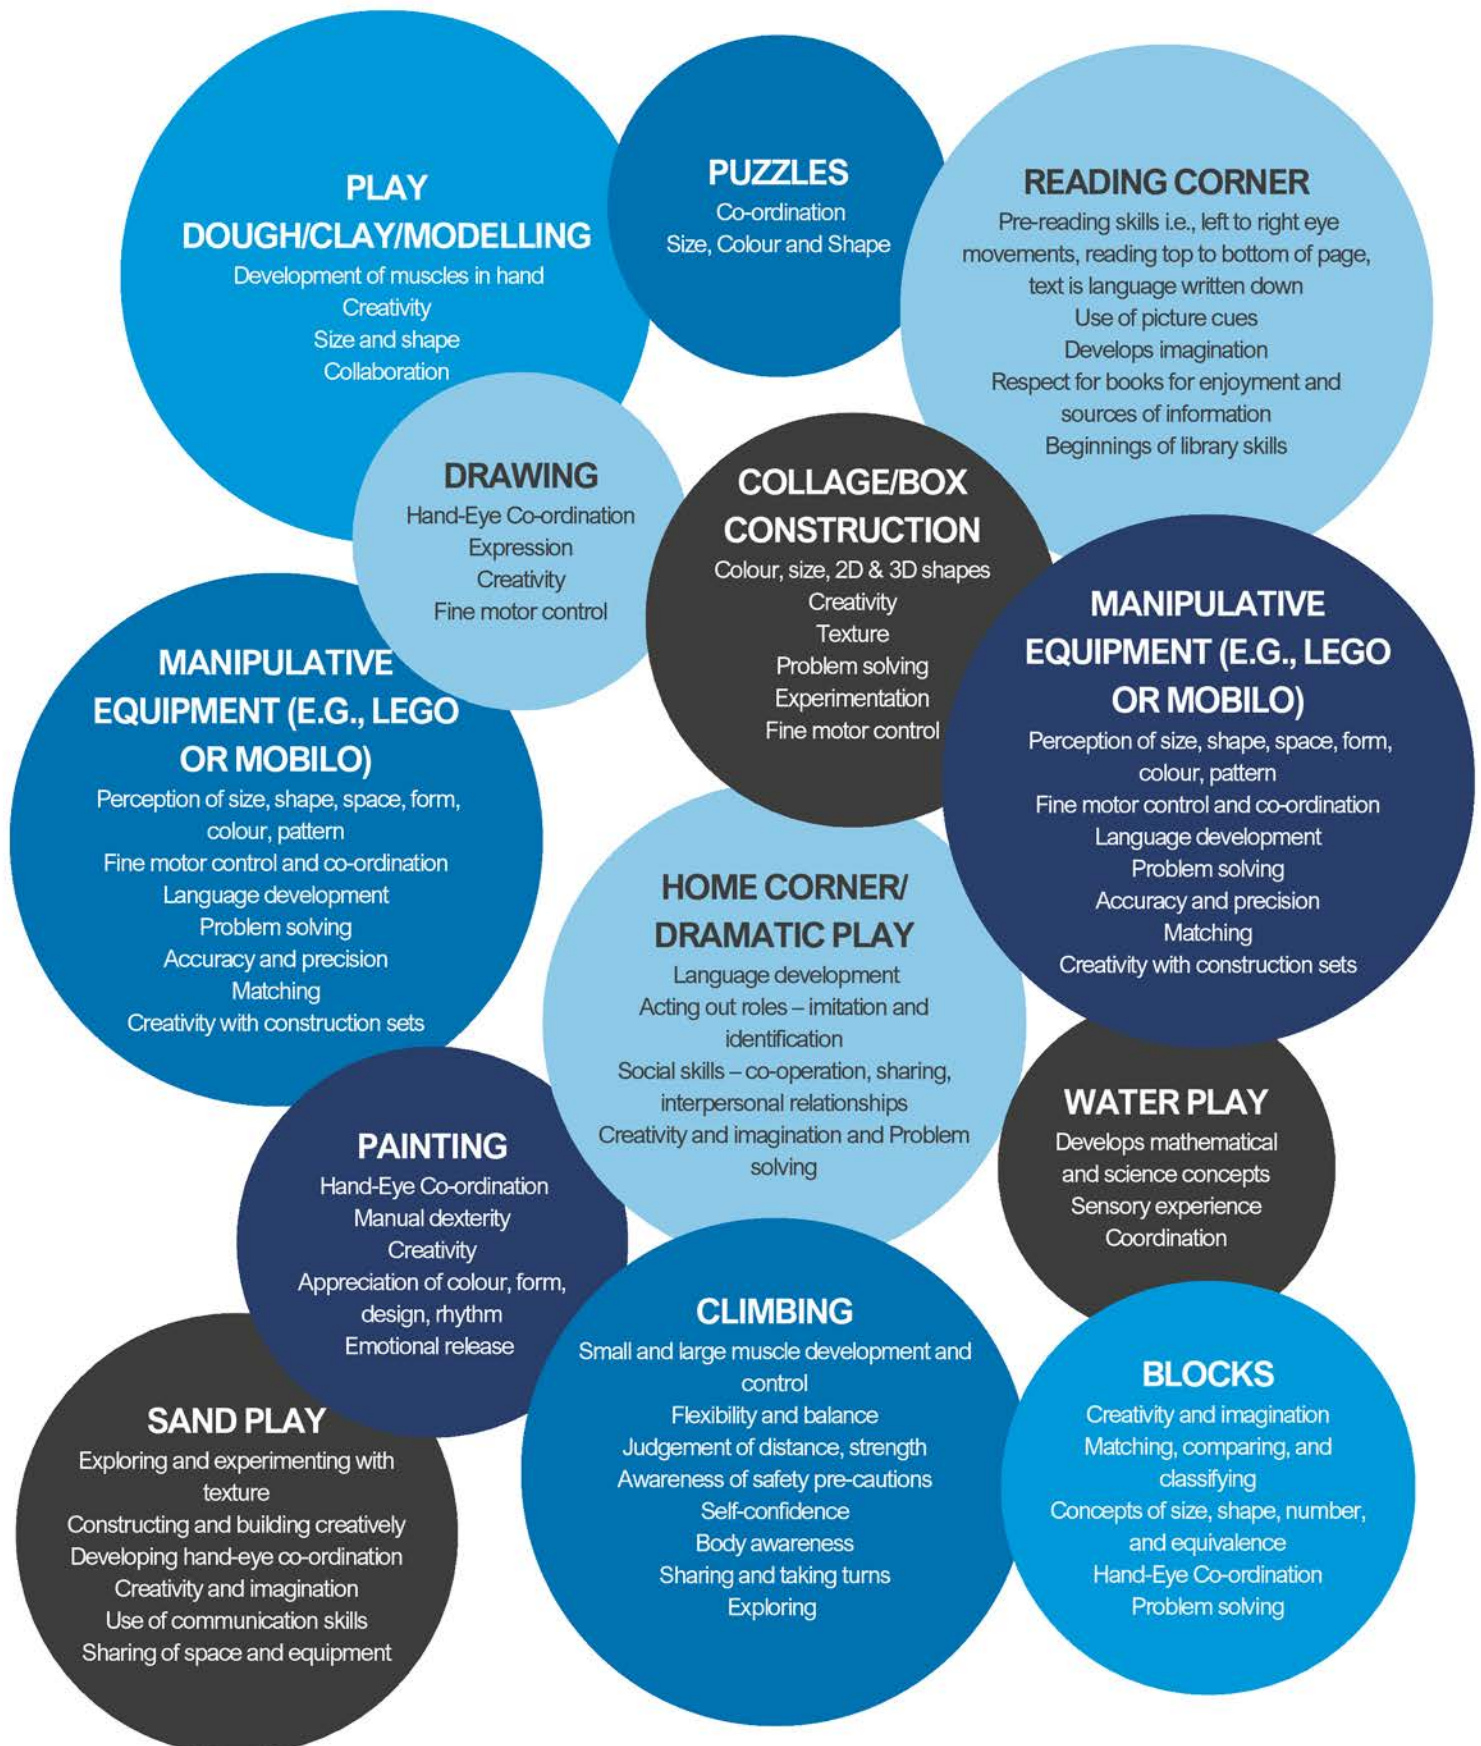 PLAY
DOUGH/CLAY/MODELLING
Development of muscles in hand
Creativity
Size and shape
Collaboration
PUZZLES
Co-ordination
Size, Colour and Shape
READING CORNER
Pre-reading skills i.e., left to right eye
movements, reading top to bottom of page,
text is language written down
Use of picture cues
Develops imagination
Respect for books for enjoyment and
sources of information
Beginnings of library skills
DRAWING
Hand-Eye Co-ordination
Expression
Creativity
Fine motor control
COLLAGE/BOX
CONSTRUCTION
Colour, size, 2D & 3D shapes
Creativity
Texture
Problem solving
Experimentation
Fine motor control
MANIPULATIVE
EQUIPMENT (E.G., LEGO
OR MOBILO)
Perception of size, shape, space, form,
colour, pattern
Fine motor control and co-ordination
Language development
Problem solving
Accuracy and precision
Matching
Creativity with construction sets
MANIPULATIVE
EQUIPMENT (E.G., LEGO
OR MOBILO)
Perception of size, shape, space, form,
colour, pattern
Fine motor control and co-ordination
Language development
Problem solving
Accuracy and precision
Matching
Creativity with construction sets
HOME CORNER/
DRAMATIC PLAY
Language development
Acting out roles – imitation and
identification
Social skills – co-operation, sharing,
interpersonal relationships
Creativity and imagination and Problem
solving
WATER PLAY
Develops mathematical
and science concepts
Sensory experience
Coordination
PAINTING
Hand-Eye Co-ordination
Manual dexterity
Creativity
Appreciation of colour, form,
design, rhythm
Emotional release
CLIMBING
Small and large muscle development and
control
Flexibility and balance
Judgement of distance, strength
Awareness of safety pre-cautions
Self-confidence
Body awareness
Sharing and taking turns
Exploring
BLOCKS
Creativity and imagination
Matching, comparing, and
classifying
Concepts of size, shape, number,
and equivalence
Hand-Eye Co-ordination
Problem solving
SAND PLAY
Exploring and experimenting with
texture
Constructing and building creatively
Developing hand-eye co-ordination
Creativity and imagination
Use of communication skills
Sharing of space and equipment